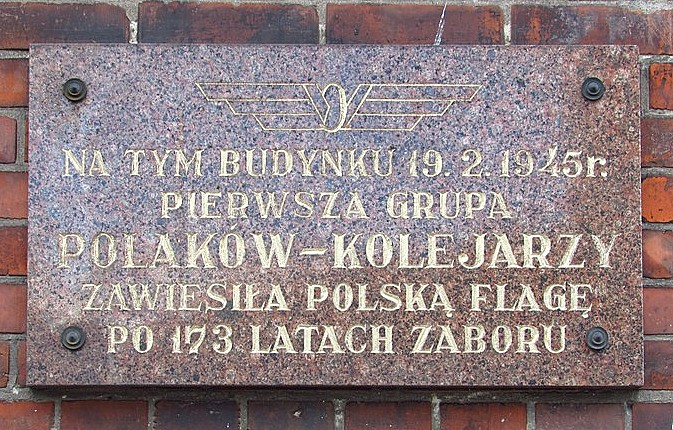 NA TYM BUDYNKU 19.2.1945r.
PIERWSZA GRUPA
POLAKÓW-KOLEJARZY
ZAWIESIŁA POLSKĄ FLAGĘ
PO 173 LATACH ZABORU